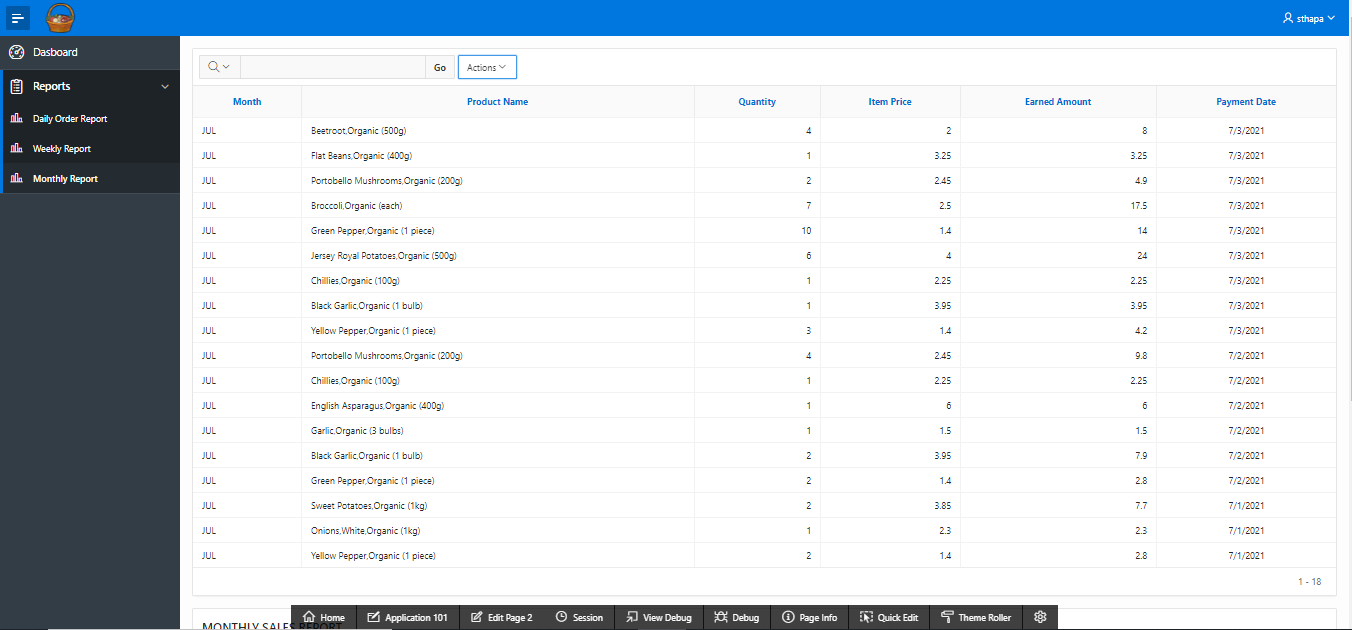 sthapa
Dasboard
Reports
Daily Order Report
Weekly Report
Monthly Report
Go Actions
Month Product Name Quantity Item Price Earned Amount Payment Date
JUL Beetroot,Organic (500g) 4 2 8 7/3/2021
JUL Flat Beans,Organic (400g) 1 3.25 3.25 7/3/2021
JUL Portobello Mushrooms,Organic (200g) 2 2.45 4.9 7/3/2021
JUL Broccoli,Organic (each) 7 2.5 17.5 7/3/2021
JUL Green Pepper,Organic (1 piece) 10 1.4 14 7/3/2021
JUL Jersey Royal Potatoes,Organic (500g) 6 4 24 7/3/2021
JUL Chillies,Organic (100g) 1 2.25 2.25 7/3/2021
JUL Black Garlic,Organic (1 bulb) 1 3.95 3.95 7/3/2021
JUL Yellow Pepper,Organic (1 piece) 3 1.4 4.2 7/3/2021
JUL Portobello Mushrooms,Organic (200g) 4 2.45 9.8 7/2/2021
JUL Chillies,Organic (100g) 1 2.25 2.25 7/2/2021
JUL English Asparagus,Organic (400g) 1 6 6 7/2/2021
JUL Garlic,Organic (3 bulbs) 1 1.5 1.5 7/2/2021
JUL Black Garlic,Organic (1 bulb) 2 3.95 7.9 7/2/2021
JUL Green Pepper,Organic (1 piece) 2 1.4 2.8 7/2/2021
JUL Sweet Potatoes,Organic (1kg) 2 3.85 7.7 7/1/2021
JUL Onions,White,Organic (1kg) 1 2.3 2.3 7/1/2021
JUL Yellow Pepper,Organic (1 piece) 2 1.4 2.8 7/1/2021
1 - 18
MONTHLY SALES REPORT
Home Application 101 Edit Page 2 Session View Debug Debug Page Info Quick Edit Theme Roller